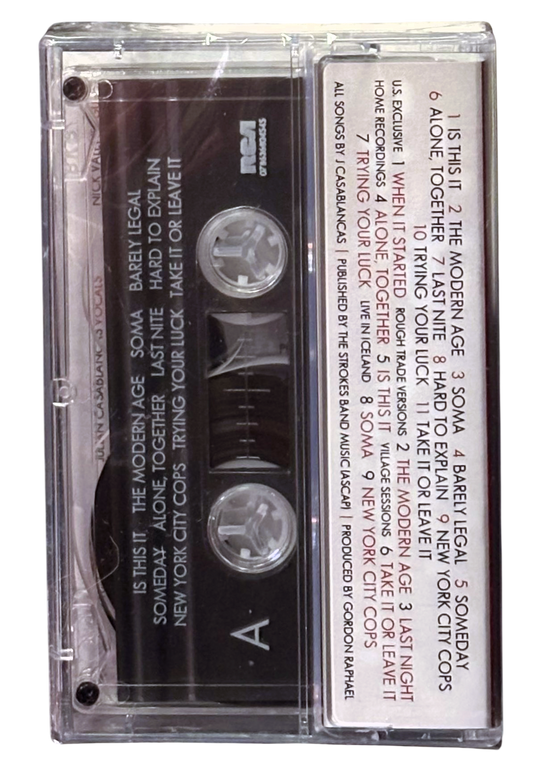 1 IS THIS IT 2 THE MODERN AGE 3 SOMA 4 BARELY LEGAL 5 SOMEDAY
6 ALONE, TOGETHER 7 LAST NITE 8 HARD TO EXPLAIN 9 NEW YORK CITY COPS
10 TRYING YOUR LUCK 11 TAKE IT OR LEAVE IT
U.S. EXCLUSIVE 1 WHEN IT STARTED ROUGH TRADE VERSIONS 2 THE MODERN AGE 3 LAST NIGHT
HOME RECORDINGS 4 ALONE, TOGETHER 5 IS THIS IT VILLAGE SESSIONS 6 TAKE IT OR LEAVE IT
7 TRYING YOUR LUCK LIVE IN ICELAND 8 SOMA 9 NEW YORK CITY COPS
ALL SONGS BY J CASABLANCAS | PUBLISHED BY THE STROKES BAND MUSIC (ASCAP) | PRODUCED BY GORDON RAPHAEL
JULIAN CASABLANCAS VOCALS
NICK
IS THIS IT THE MODERN AGE SOMA BARELY LEGAL
SOMEDAY ALONE, TOGETHER LAST NITE HARD TO EXPLAIN
NEW YORK CITY COPS TRYING YOUR LUCK TAKE IT OR LEAVE IT
A
RCA